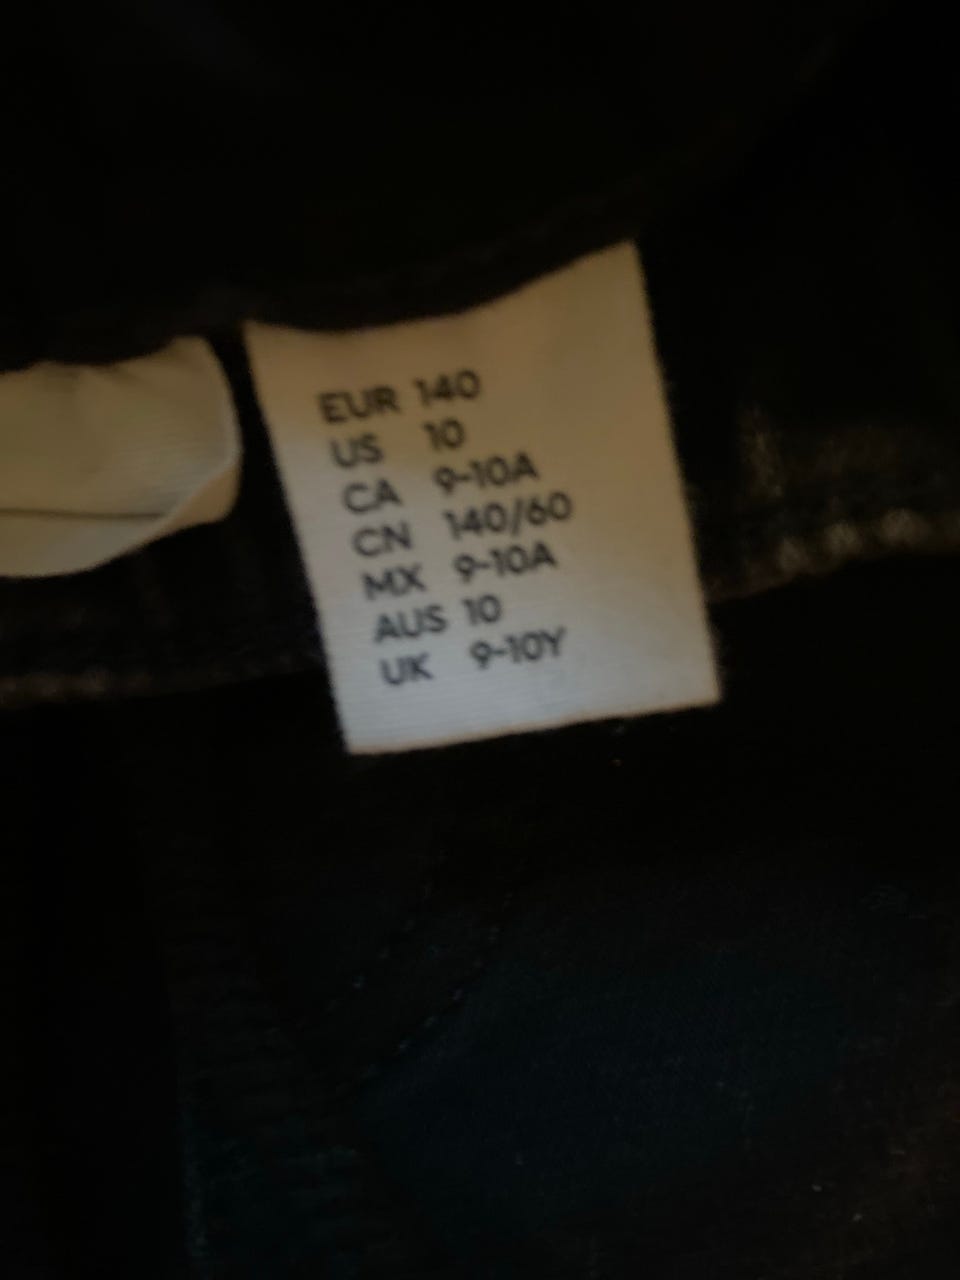 EUR 140
US 10
CA 9-10A
CN 140/60
MX 9-10A
AUS 10
UK 9-10Y